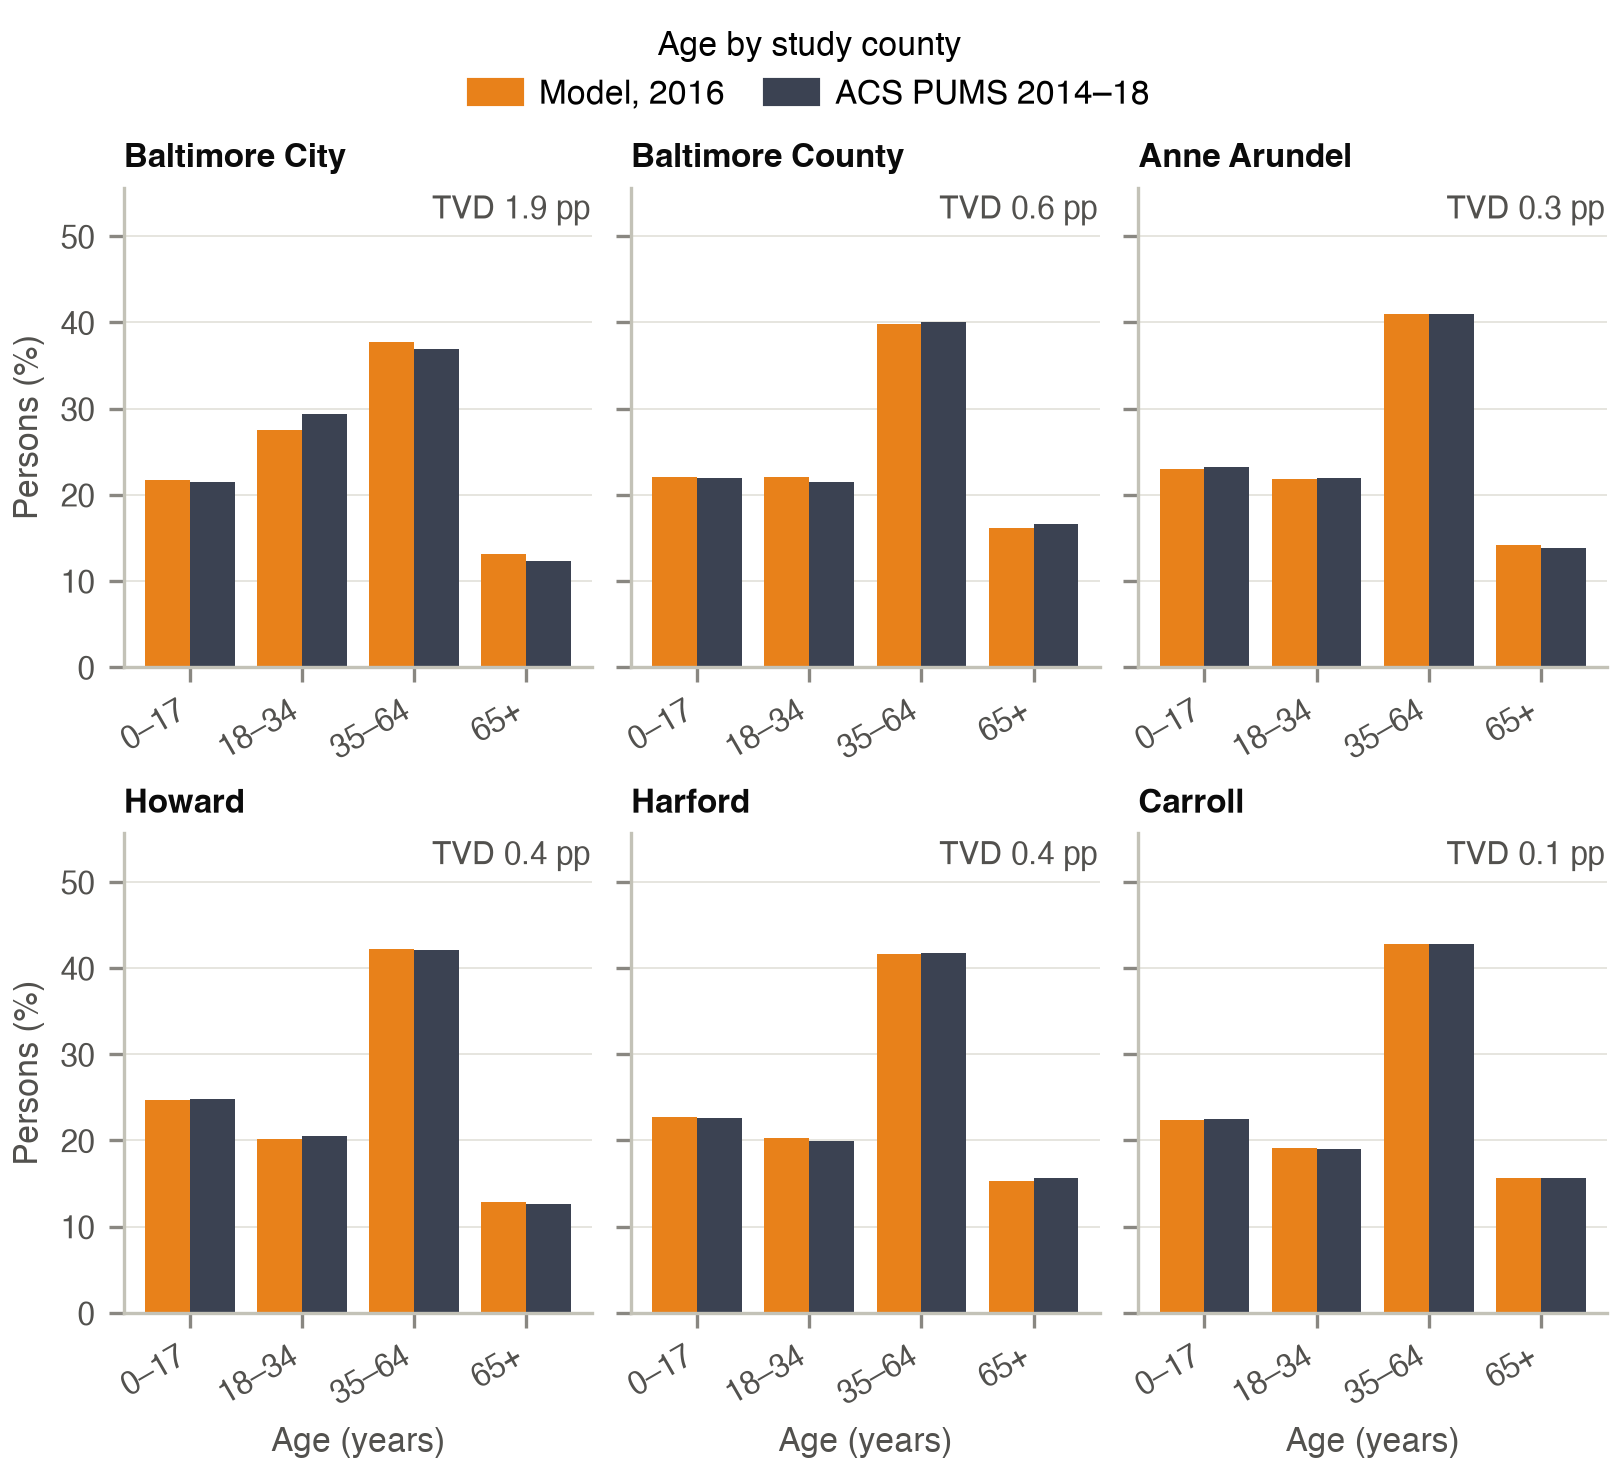 Age by study county
Model, 2016 ACS PUMS 2014–18
Baltimore City Baltimore County Anne Arundel
TVD 1.9 pp TVD 0.6 pp TVD 0.3 pp
Persons (%)
50
40
30
20
10
0
0–17 18–34 35–64 65+ 0–17 18–34 35–64 65+ 0–17 18–34 35–64 65+
Howard Harford Carroll
TVD 0.4 pp TVD 0.4 pp TVD 0.1 pp
Persons (%)
50
40
30
20
10
0
0–17 18–34 35–64 65+ 0–17 18–34 35–64 65+ 0–17 18–34 35–64 65+
Age (years) Age (years) Age (years)